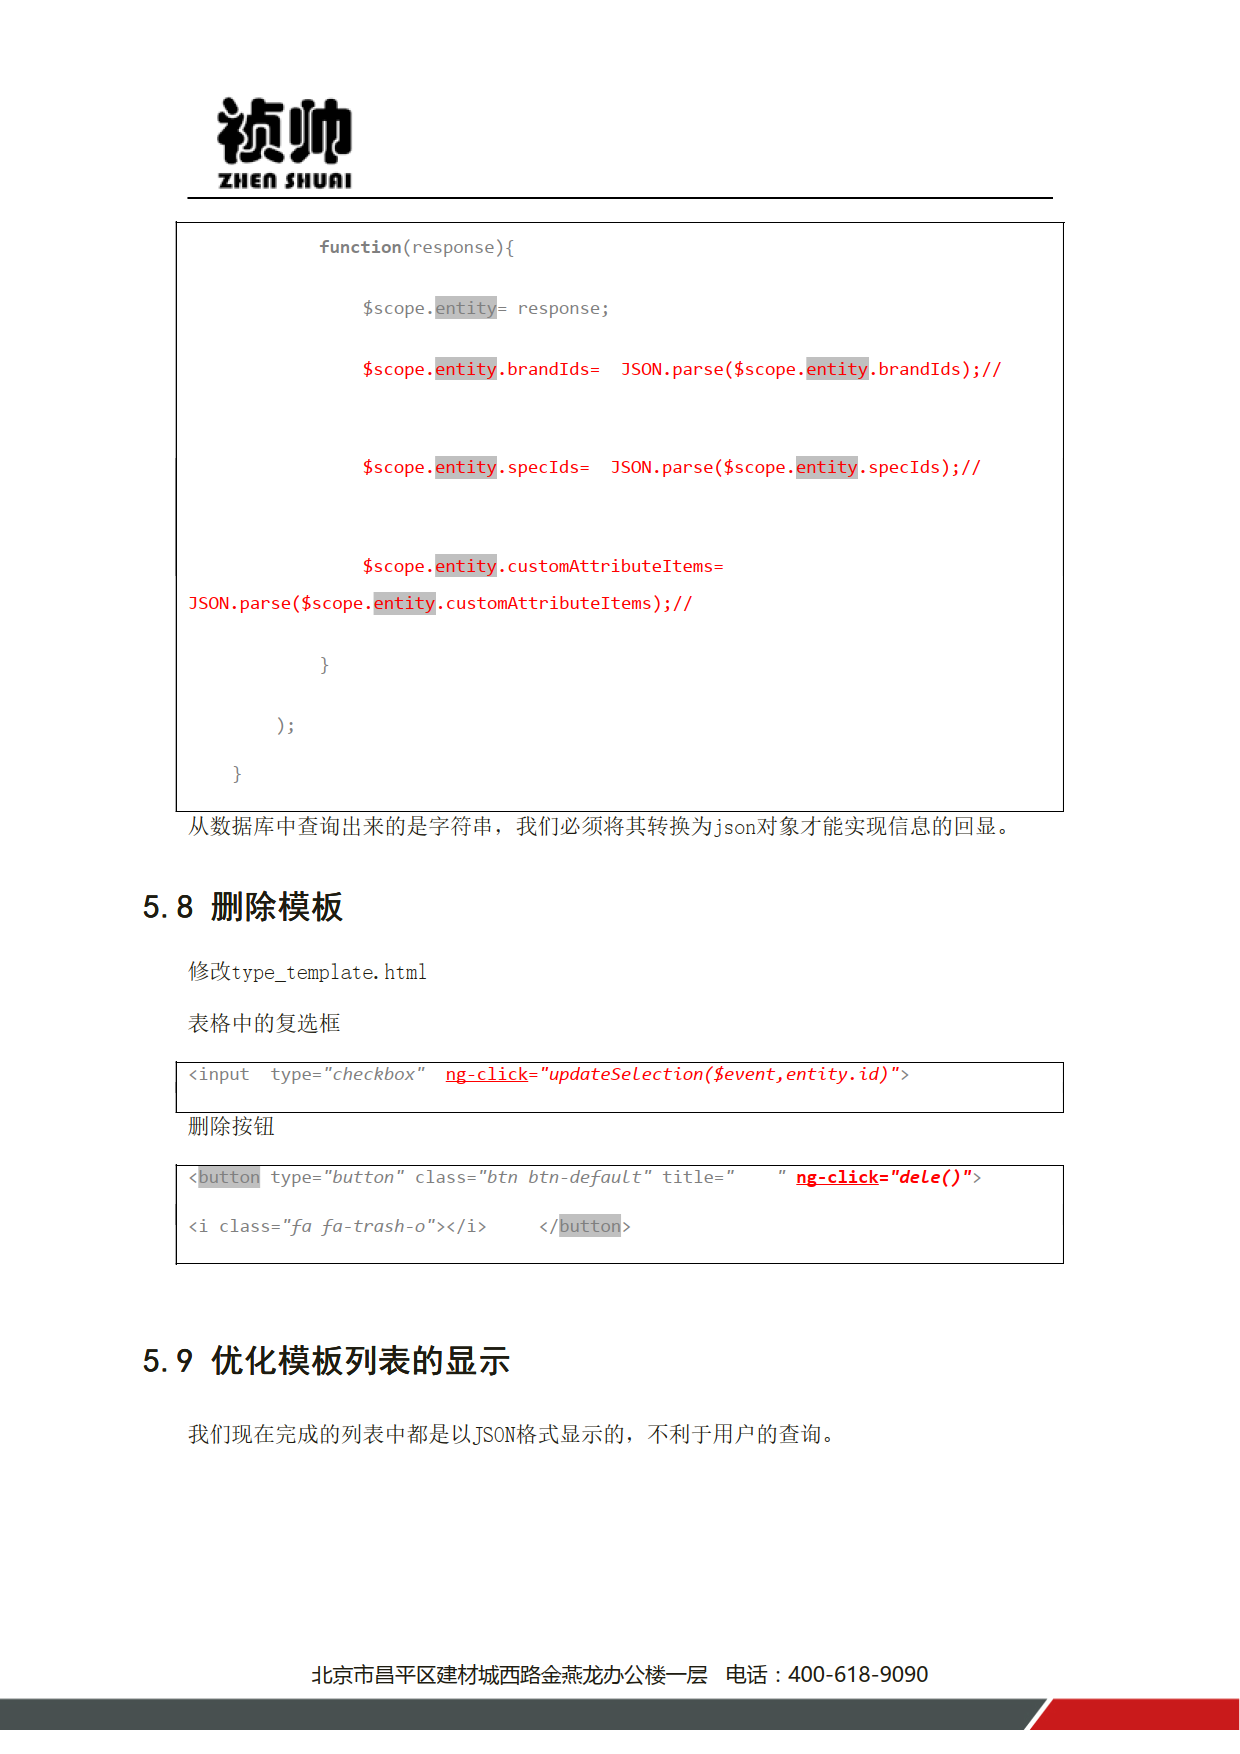 祯帅
ZHEN SHUAI
function(response){
$scope.entity= response;
$scope.entity.brandIds=  JSON.parse($scope.entity.brandIds);//
$scope.entity.specIds=  JSON.parse($scope.entity.specIds);//
$scope.entity.customAttributeItems=
JSON.parse($scope.entity.customAttributeItems);//
}
);
}
从数据库中查询出来的是字符串，我们必须将其转换为json对象才能实现信息的回显。
5.8 删除模板
修改type_template.html
表格中的复选框
<input  type="checkbox"  ng-click="updateSelection($event,entity.id)">
删除按钮
<button type="button" class="btn btn-default" title="    " ng-click="dele()">
<i class="fa fa-trash-o"></i>     </button>
5.9 优化模板列表的显示
我们现在完成的列表中都是以JSON格式显示的，不利于用户的查询。
北京市昌平区建材城西路金燕龙办公楼一层   电话：400-618-9090